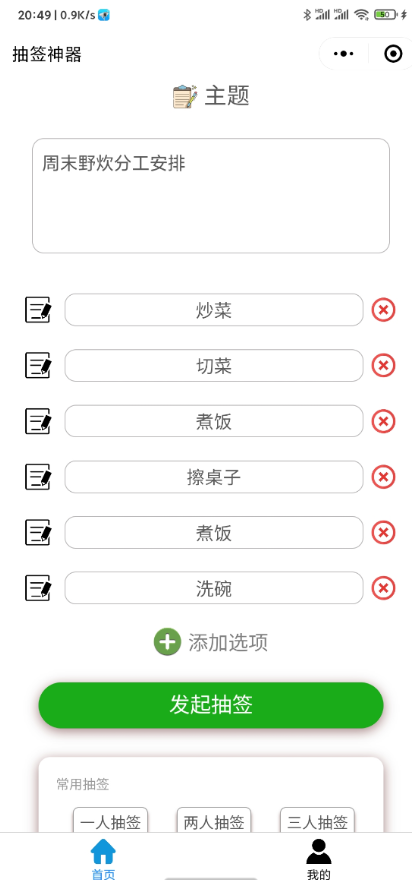 20:49 | 0.9K/s
HD HD 50
抽签神器
主题
周末野炊分工安排
炒菜
切菜
煮饭
擦桌子
煮饭
洗碗
添加选项
发起抽签
常用抽签
一人抽签 两人抽签 三人抽签
首页 我的